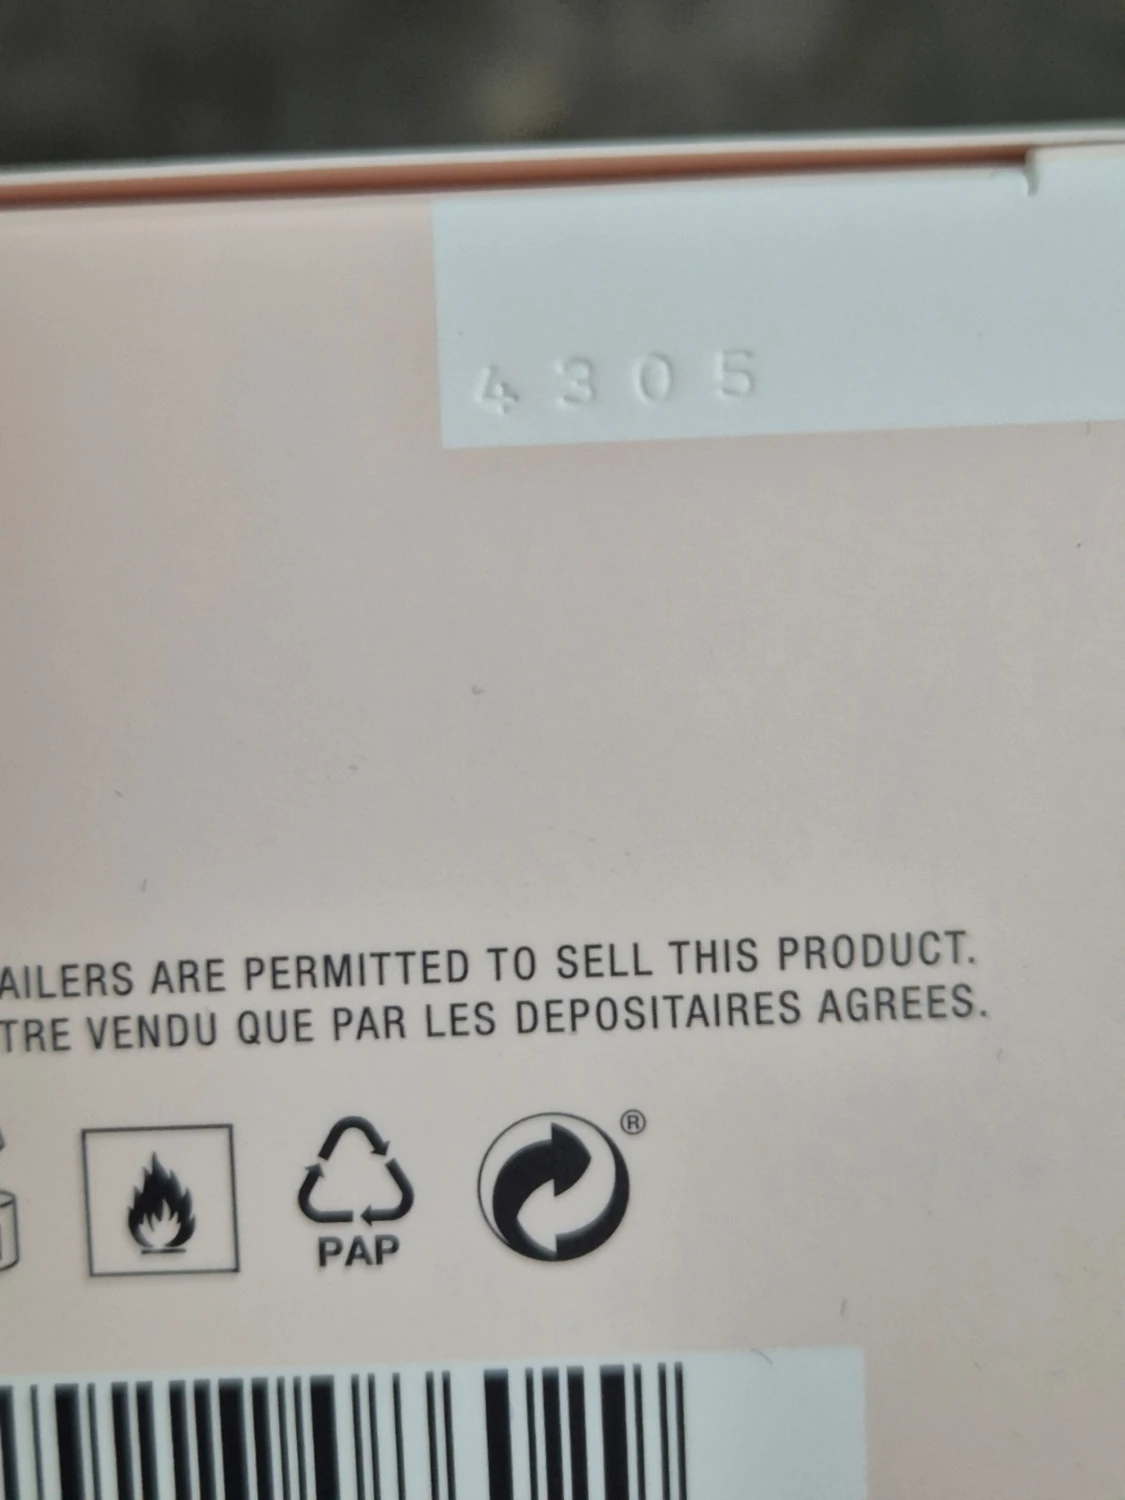 4305
AILERS ARE PERMITTED TO SELL THIS PRODUCT.
TRE VENDU QUE PAR LES DEPOSITAIRES AGREES.
®
PAP